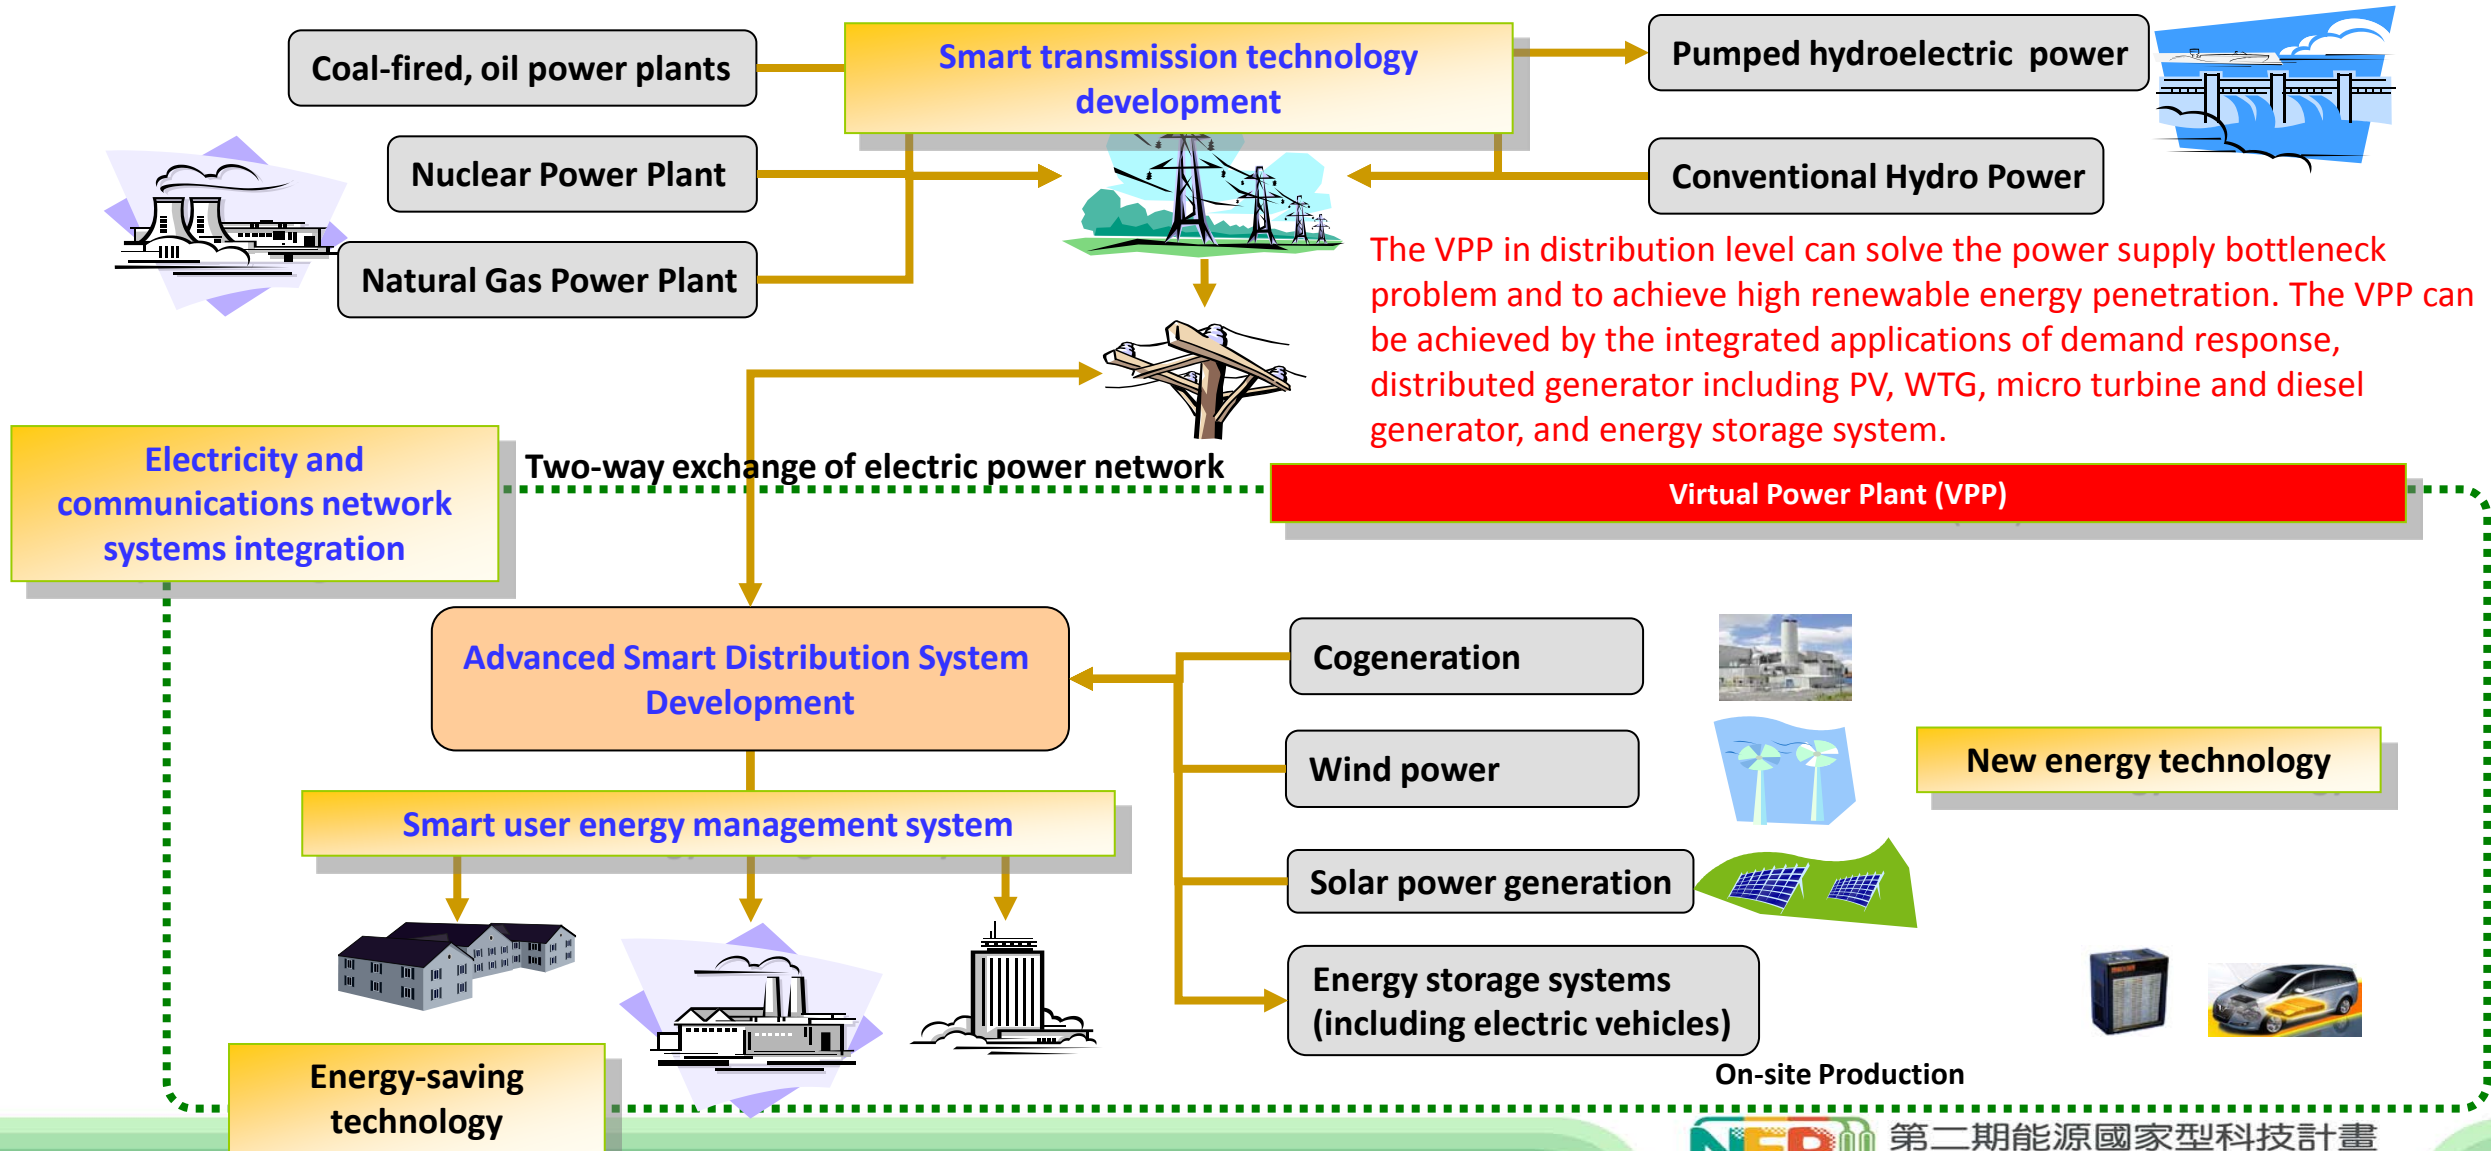 Coal-fired, oil power plants
Smart transmission technology
development
Pumped hydroelectric power
Nuclear Power Plant
Conventional Hydro Power
Natural Gas Power Plant
The VPP in distribution level can solve the power supply bottleneck
problem and to achieve high renewable energy penetration. The VPP can
be achieved by the integrated applications of demand response,
distributed generator including PV, WTG, micro turbine and diesel
generator, and energy storage system.
Electricity and
communications network
systems integration
Two-way exchange of electric power network
Virtual Power Plant (VPP)
Advanced Smart Distribution System
Development
Cogeneration
Wind power
New energy technology
Smart user energy management system
Solar power generation
Energy storage systems
(including electric vehicles)
On-site Production
Energy-saving
technology
第二期能源國家型科技計畫